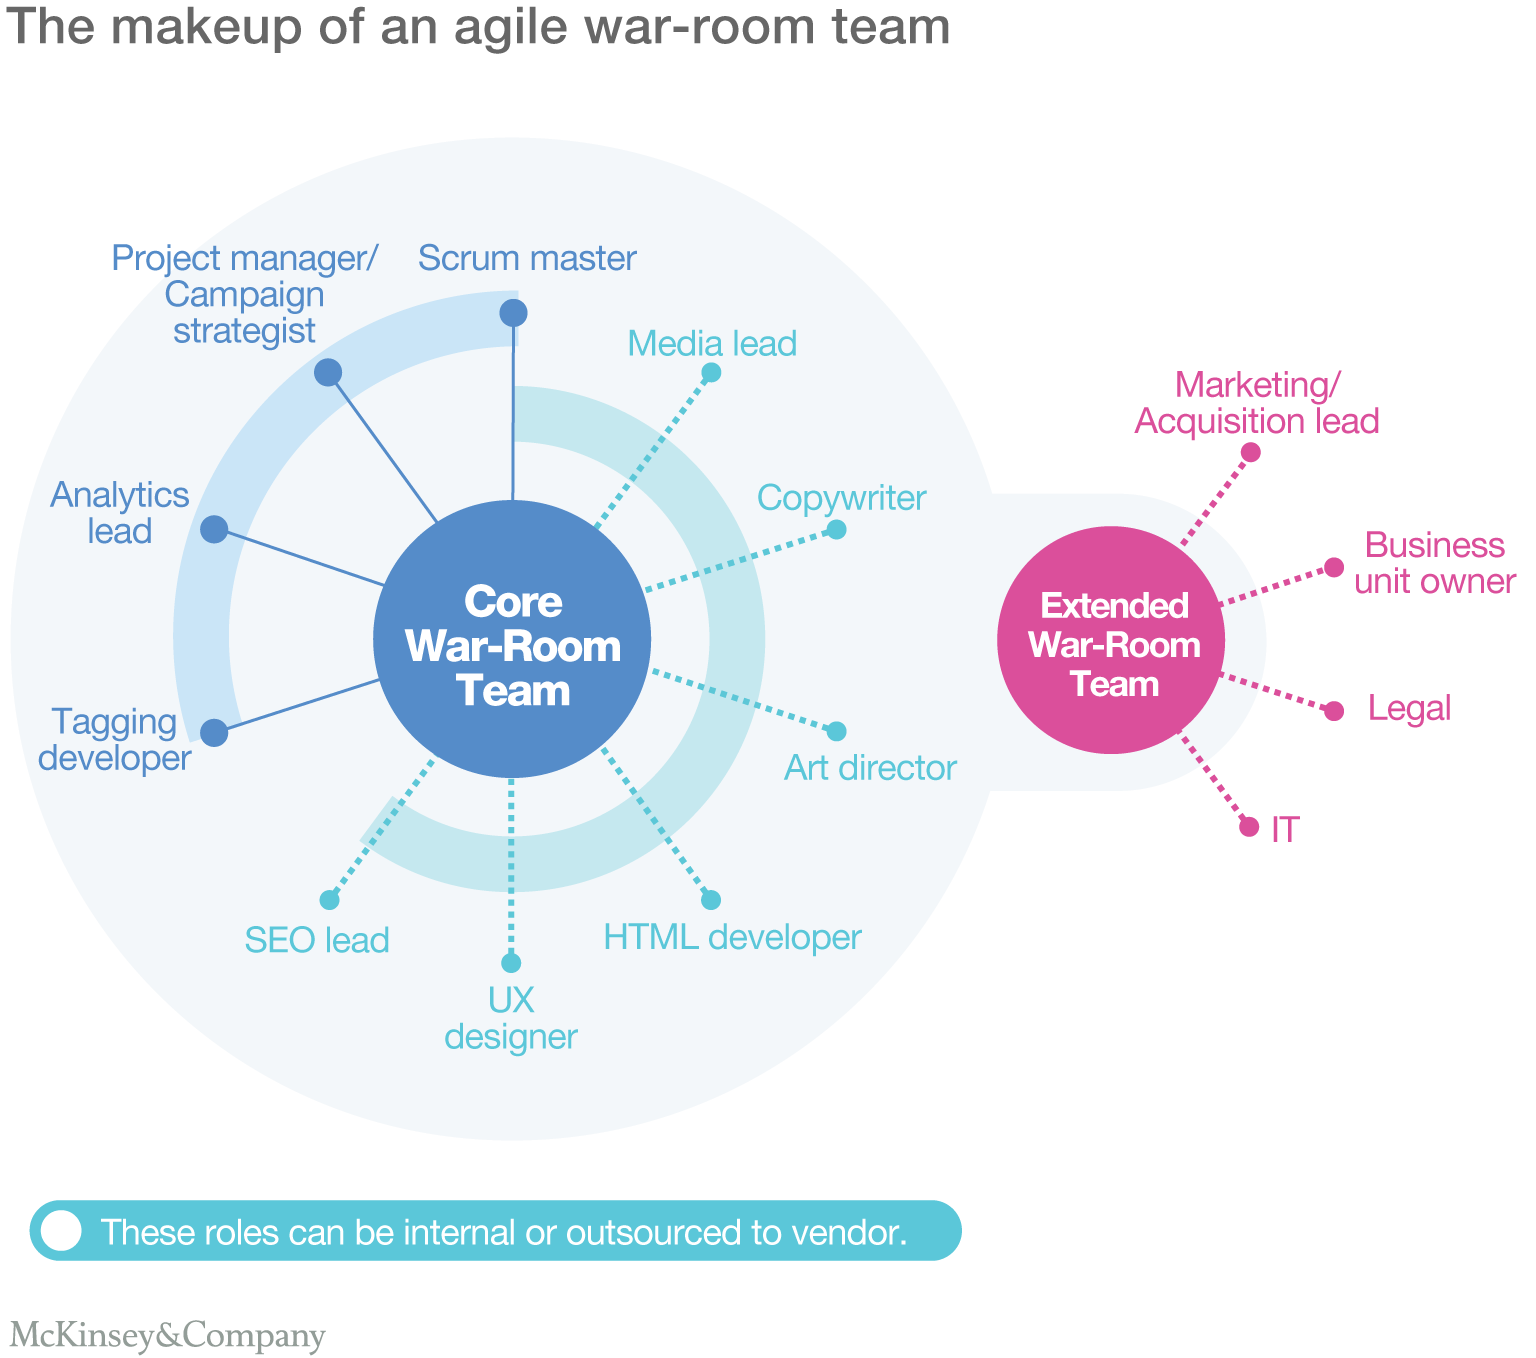 The makeup of an agile war-room team
Project manager/
Campaign
strategist
Scrum master
Media lead
Analytics
lead
Copywriter
Core
War-Room
Team
Tagging
developer
Art director
SEO lead
HTML developer
UX
designer
Marketing/
Acquisition lead
Business
unit owner
Extended
War-Room
Team
Legal
IT
These roles can be internal or outsourced to vendor.
McKinsey&Company